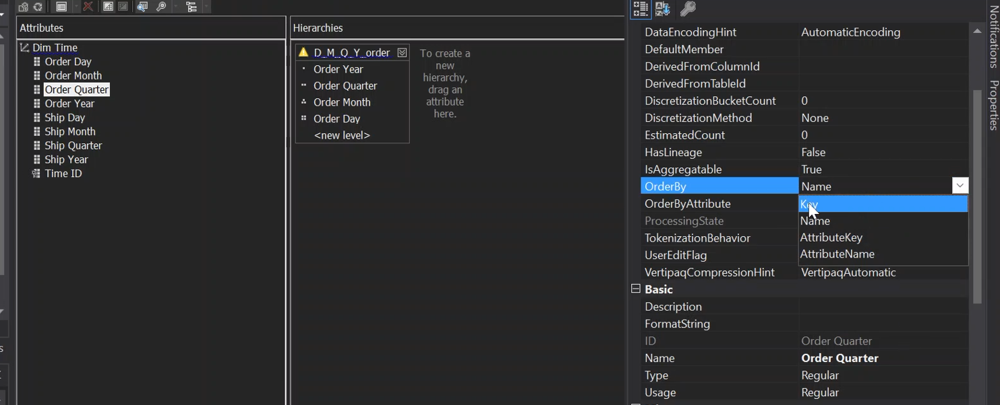 Attributes
Dim Time
Order Day
Order Month
Order Quarter
Order Year
Ship Day
Ship Month
Ship Quarter
Ship Year
Time ID
Hierarchies
D_M_Q_Y_order
Order Year
Order Quarter
Order Month
Order Day
<new level>
To create a
new
hierarchy,
drag an
attribute
here.
DataEncodingHint AutomaticEncoding
DefaultMember
DerivedFromColumnId
DerivedFromTableId
DiscretizationBucketCount 0
DiscretizationMethod None
EstimatedCount 0
HasLineage False
IsAggregatable True
OrderBy Name
OrderByAttribute Key
ProcessingState Name
TokenizationBehavior AttributeKey
UserEditFlag AttributeName
VertipaqCompressionHint VertipaqAutomatic
Basic
Description
FormatString
ID Order Quarter
Name Order Quarter
Type Regular
Usage Regular
Notifications
Properties